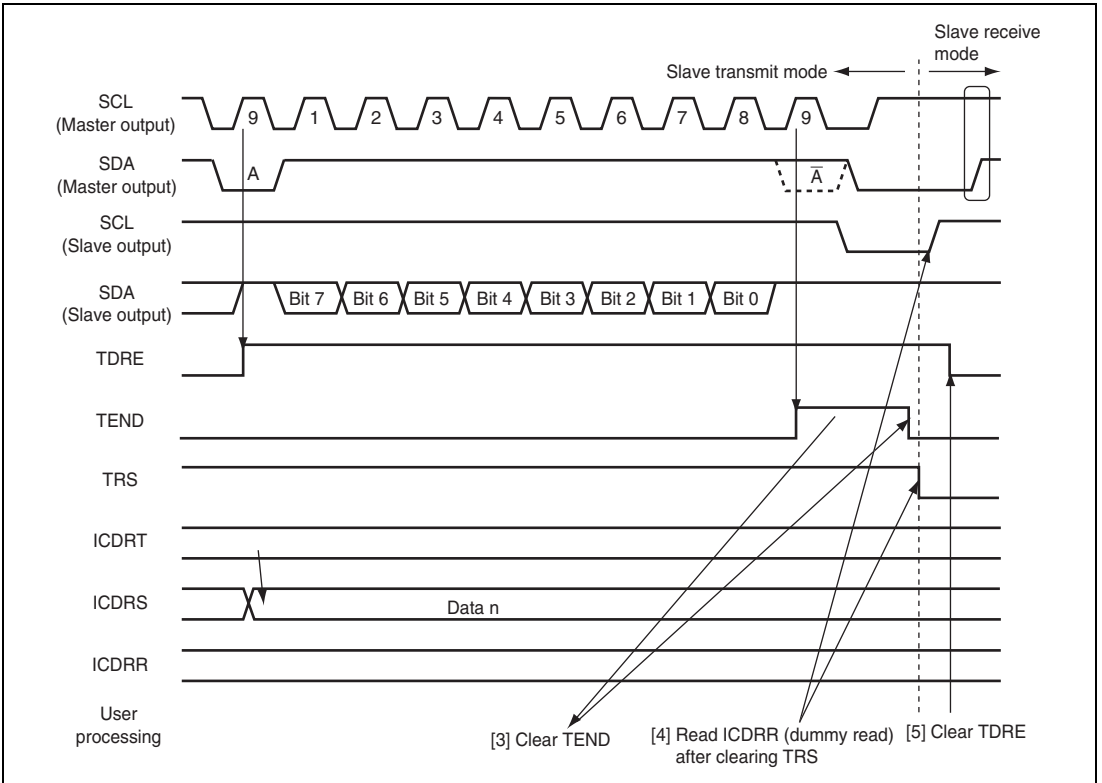 Slave receive
mode
Slave transmit mode
SCL
(Master output)
9 1 2 3 4 5 6 7 8 9
SDA
(Master output)
A A̅
SCL
(Slave output)
SDA
(Slave output)
Bit 7 Bit 6 Bit 5 Bit 4 Bit 3 Bit 2 Bit 1 Bit 0
TDRE
TEND
TRS
ICDRT
ICDRS
Data n
ICDRR
User
processing
[3] Clear TEND
[4] Read ICDRR (dummy read)
after clearing TRS
[5] Clear TDRE